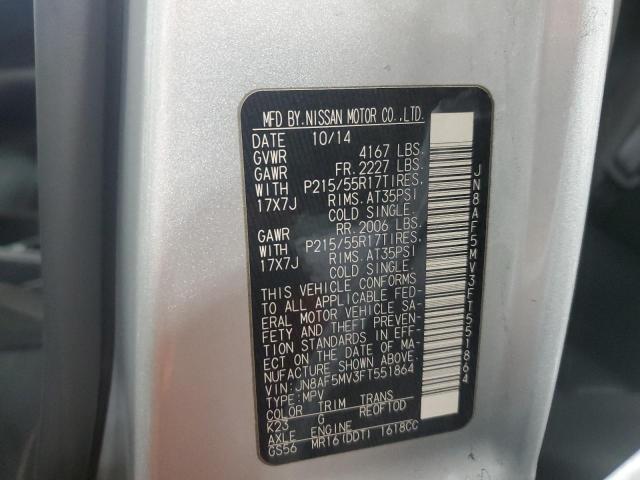 MFD BY.NISSAN MOTOR CO.,LTD.
DATE 10/14
GVWR 4167 LBS.
GAWR FR.2227 LBS.
WITH P215/55R17TIRES,
17X7J RIMS.AT35PSI
COLD SINGLE.
GAWR RR.2006 LBS.
WITH P215/55R17TIRES,
17X7J RIMS.AT35PSI
COLD SINGLE.
THIS VEHICLE CONFORMS
TO ALL APPLICABLE FED-
ERAL MOTOR VEHICLE SA-
FETY AND THEFT PREVEN-
TION STANDARDS IN EFF-
ECT ON THE DATE OF MA-
NUFACTURE SHOWN ABOVE.
VIN:JN8AF5MV3FT551864
TYPE:MPV
COLOR TRIM TRANS
K23 G RE0F10D
AXLE ENGINE
GS56 MR16(DDT) 1618CC
JN8AF5MV3FT551864